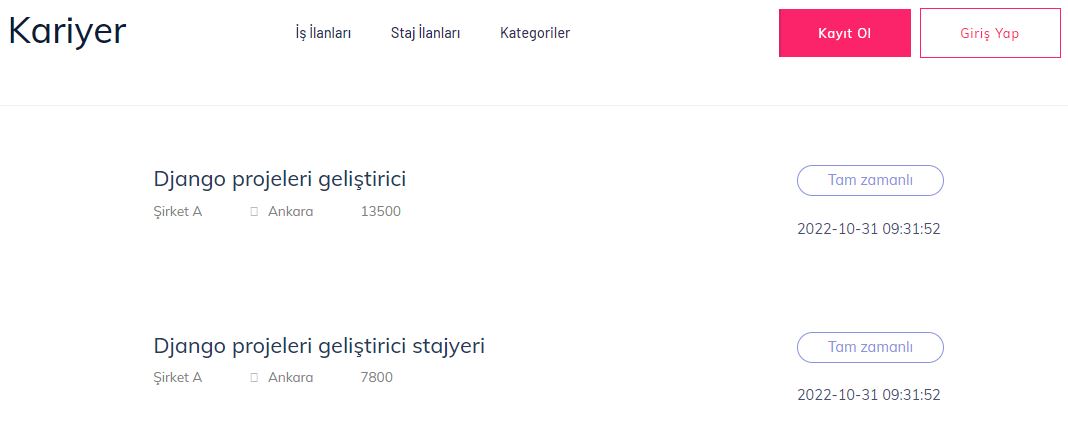 Kariyer İş İlanları Staj İlanları Kategoriler Kayıt Ol Giriş Yap
Django projeleri geliştirici Tam zamanlı
Şirket A Ankara 13500
2022-10-31 09:31:52
Django projeleri geliştirici stajyeri Tam zamanlı
Şirket A Ankara 7800
2022-10-31 09:31:52